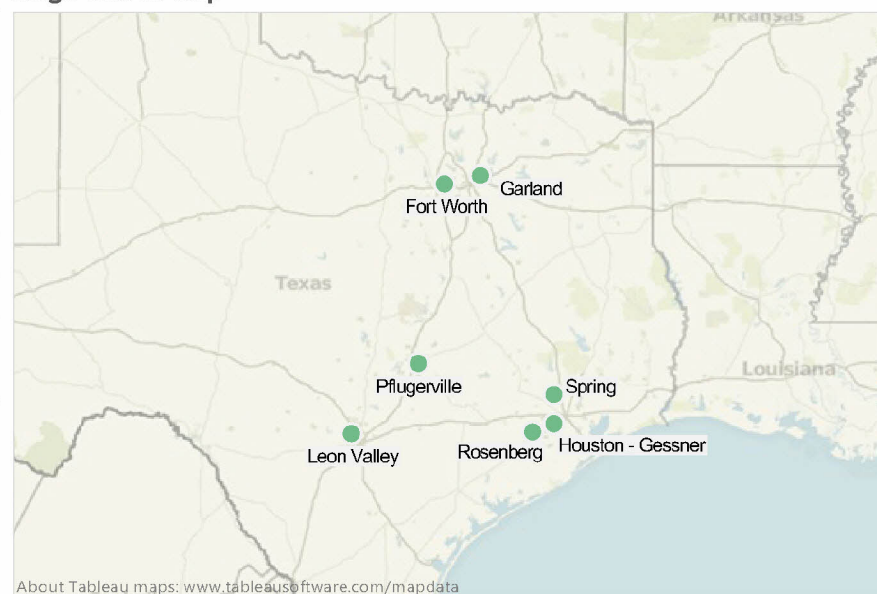 Arkansas
Garland
Fort Worth
Texas
Pflugerville
Spring
Louisiana
Leon Valley
Rosenberg
Houston - Gessner
About Tableau maps: www.tableausoftware.com/mapdata